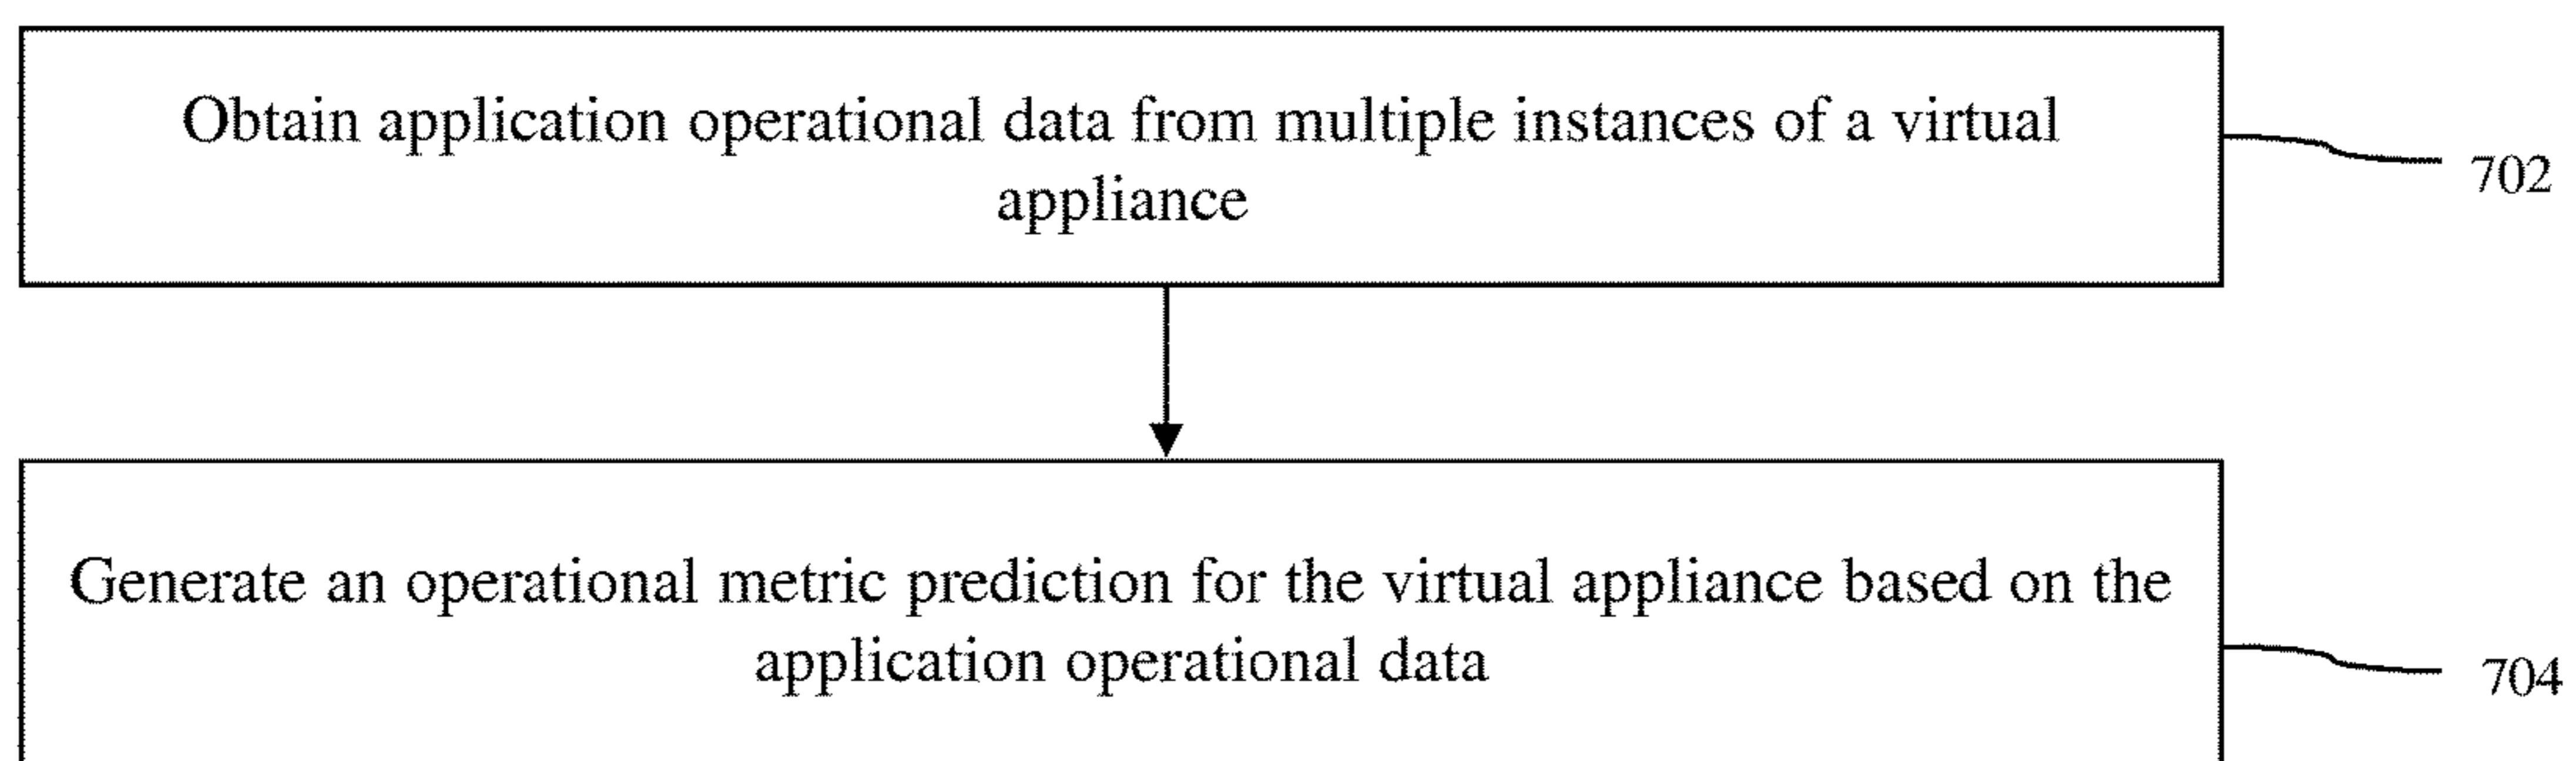 Obtain application operational data from multiple instances of a virtual
appliance
702
Generate an operational metric prediction for the virtual appliance based on the
application operational data
704